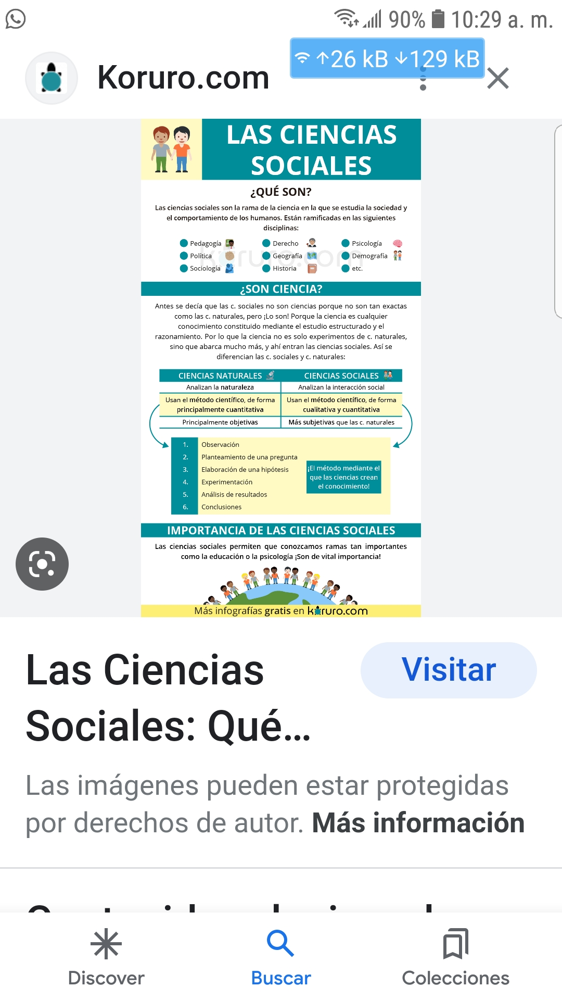 90% 10:29 a. m.
↑26 kB ↓129 kB
Koruro.com
LAS CIENCIAS
SOCIALES
¿QUÉ SON?
Las ciencias sociales son la rama de la ciencia en la que se estudia la sociedad y
el comportamiento de los humanos. Están ramificadas en las siguientes
disciplinas:
Pedagogía Derecho Psicología
Política Geografía Demografía
Sociología Historia etc.
koruro.com
¿SON CIENCIA?
Antes se decía que las c. sociales no son ciencias porque no son tan exactas
como las c. naturales, pero ¡Lo son! Porque la ciencia es cualquier
conocimiento constituido mediante el estudio estructurado y el
razonamiento. Por lo que la ciencia no es solo experimentos de c. naturales,
sino que abarca mucho más, y ahí entran las ciencias sociales. Así se
diferencian las c. sociales y c. naturales:
CIENCIAS NATURALES CIENCIAS SOCIALES
Analizan la naturaleza Analizan la interacción social
Usan el método científico, de forma Usan el método científico, de forma
principalmente cuantitativa cualitativa y cuantitativa
Principalmente objetivas Más subjetivas que las c. naturales
1. Observación
2. Planteamiento de una pregunta
3. Elaboración de una hipótesis
4. Experimentación
5. Análisis de resultados
6. Conclusiones
¡El método mediante el
que las ciencias crean
el conocimiento!
IMPORTANCIA DE LAS CIENCIAS SOCIALES
Las ciencias sociales permiten que conozcamos ramas tan importantes
como la educación o la psicología ¡Son de vital importancia!
Más infografías gratis en koruro.com
Las Ciencias
Sociales: Qué...
Visitar
Las imágenes pueden estar protegidas
por derechos de autor. Más información
Discover Buscar Colecciones